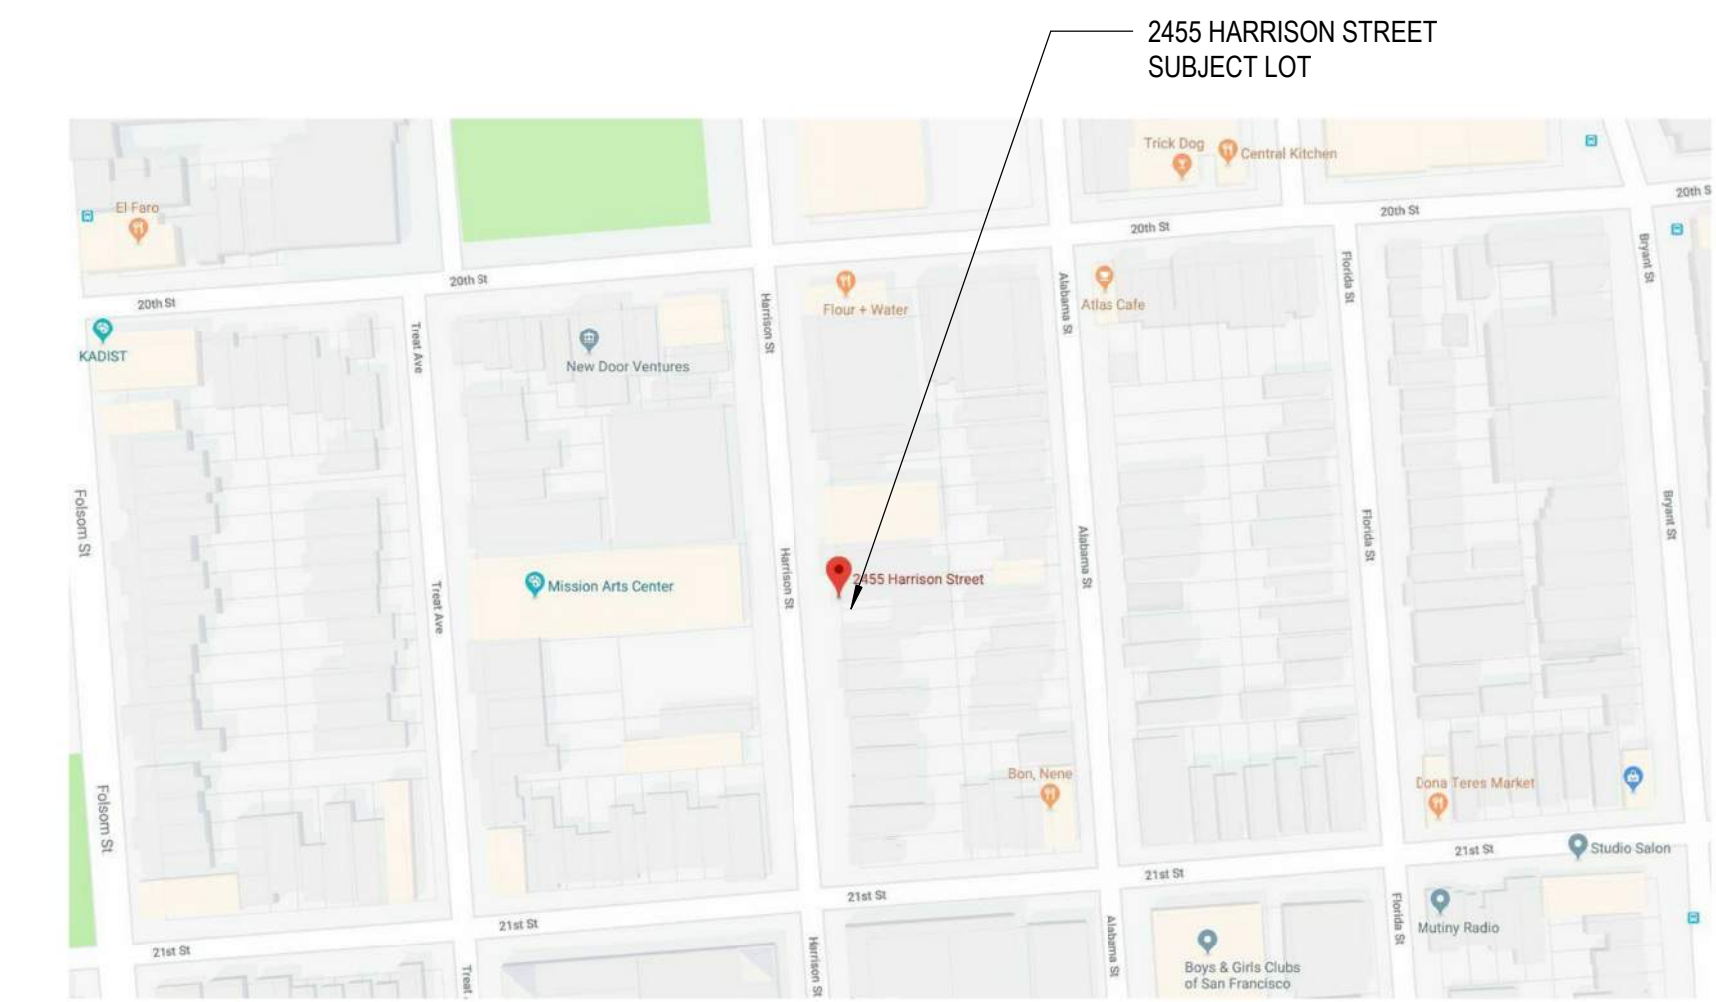 2455 HARRISON STREET
SUBJECT LOT
Trick Dog
Central Kitchen
20th S
El Faro
20th St
20th St
20th St
20th St
Bryant St
Florida St
Alabama St
Harrison St
Treat Ave
KADIST
New Door Ventures
Flour + Water
Atlas Cafe
Folsom St
Treat Ave
Harrison St
Alabama St
Florida St
Bryant St
Mission Arts Center
2455 Harrison Street
Bon, Nene
Dona Teres Market
Folsom St
21st St
Studio Salon
21st St
21st St
21st St
21st St
Treat
Harrison St
Alabama St
Florida St
Mutiny Radio
Boys & Girls Clubs
of San Francisco